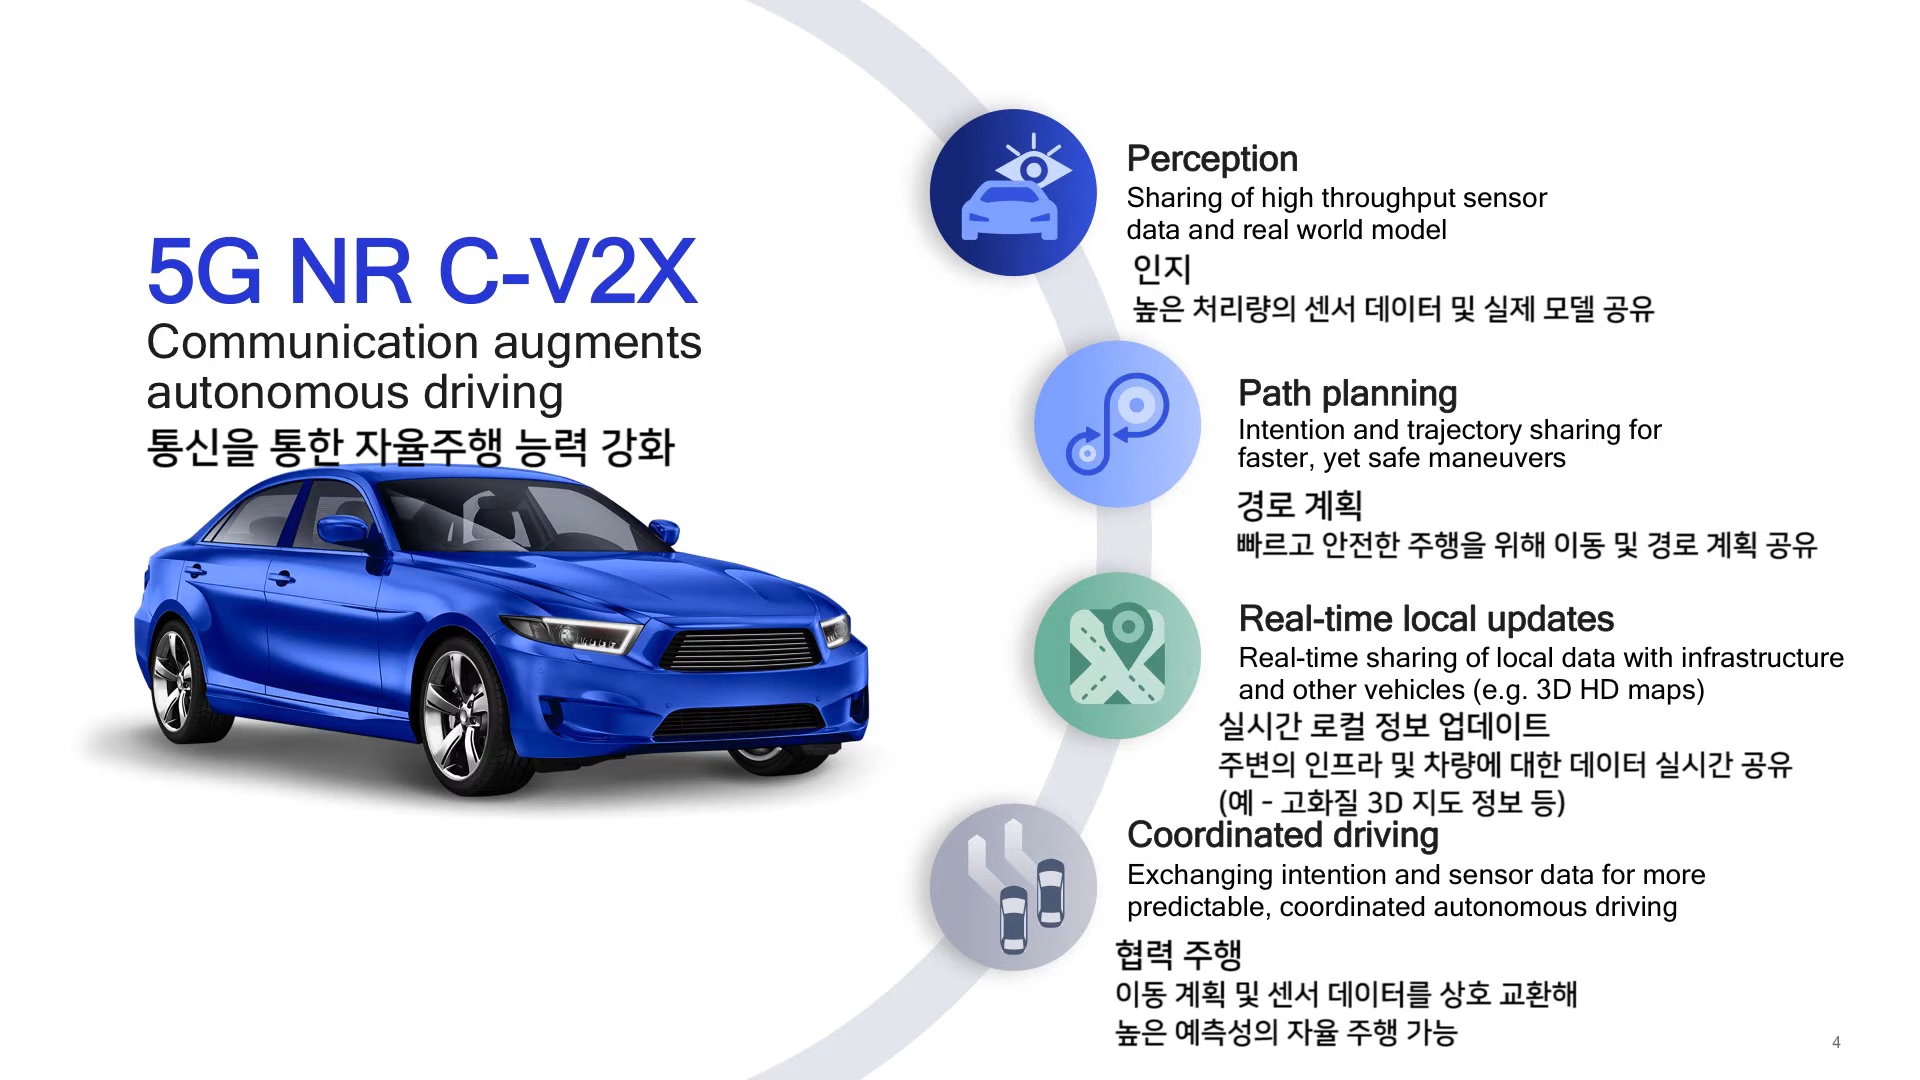 5G NR C-V2X
Communication augments
autonomous driving
통신을 통한 자율주행 능력 강화
Perception
Sharing of high throughput sensor
data and real world model
인지
높은 처리량의 센서 데이터 및 실제 모델 공유
Path planning
Intention and trajectory sharing for
faster, yet safe maneuvers
경로 계획
빠르고 안전한 주행을 위해 이동 및 경로 계획 공유
Real-time local updates
Real-time sharing of local data with infrastructure
and other vehicles (e.g. 3D HD maps)
실시간 로컬 정보 업데이트
주변의 인프라 및 차량에 대한 데이터 실시간 공유
(예 - 고화질 3D 지도 정보 등)
Coordinated driving
Exchanging intention and sensor data for more
predictable, coordinated autonomous driving
협력 주행
이동 계획 및 센서 데이터를 상호 교환해
높은 예측성의 자율 주행 가능
4